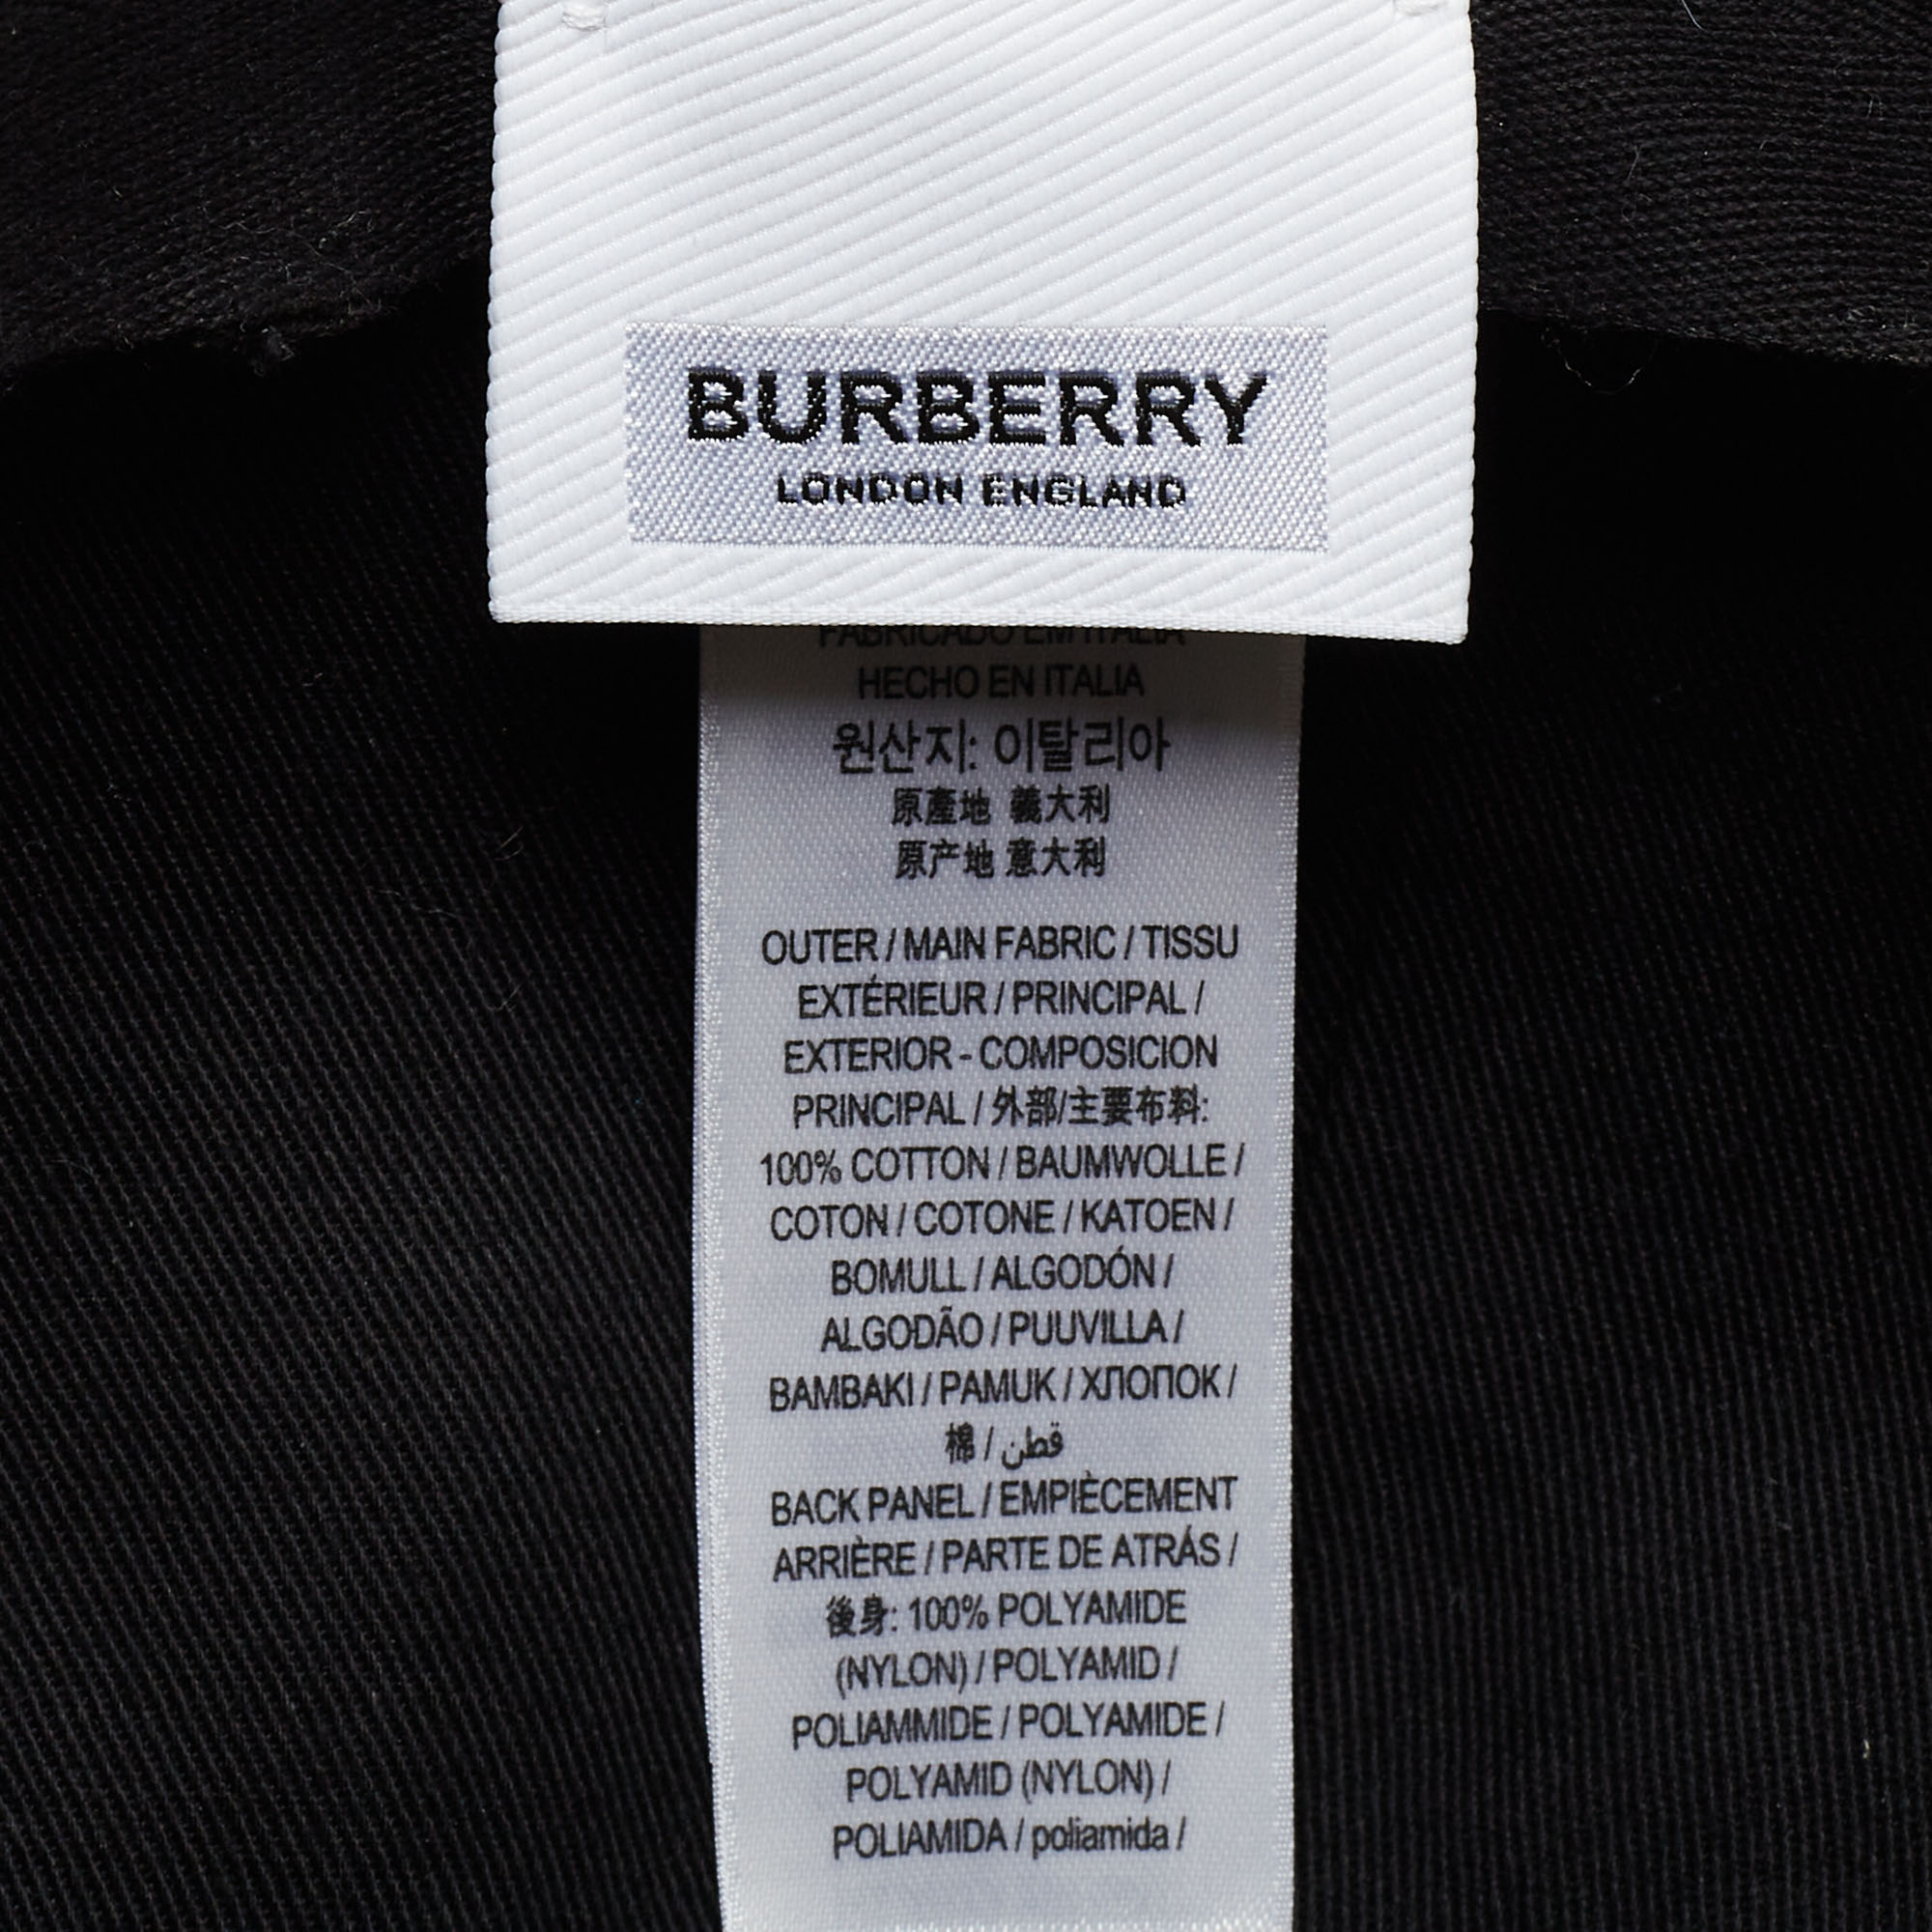 BURBERRY
LONDON ENGLAND
FABRICADO EM ITALIA
HECHO EN ITALIA
원산지: 이탈리아
原產地 義大利
原产地 意大利
OUTER / MAIN FABRIC / TISSU
EXTÉRIEUR / PRINCIPAL /
EXTERIOR - COMPOSICION
PRINCIPAL / 外部/主要布料:
100% COTTON / BAUMWOLLE /
COTON / COTONE / KATOEN /
BOMULL / ALGODÓN /
ALGODÃO / PUUVILLA /
BAMBAKI / PAMUK / ХЛОПОК /
棉 / قطن
BACK PANEL / EMPIÈCEMENT
ARRIÈRE / PARTE DE ATRÁS /
後身: 100% POLYAMIDE
(NYLON) / POLYAMID /
POLIAMMIDE / POLYAMIDE /
POLYAMID (NYLON) /
POLIAMIDA / poliamida /